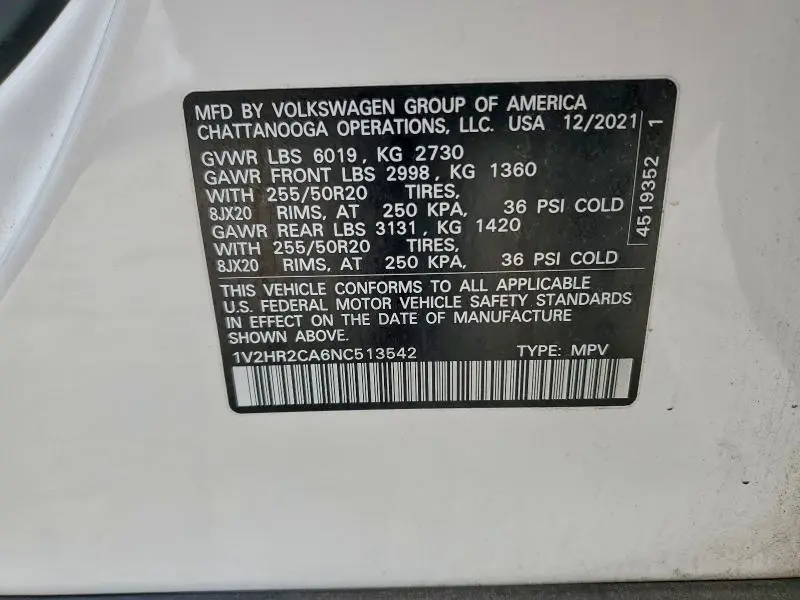 MFD BY VOLKSWAGEN GROUP OF AMERICA
CHATTANOOGA OPERATIONS, LLC. USA 12/2021
GVWR LBS 6019, KG 2730
GAWR FRONT LBS 2998, KG 1360
WITH 255/50R20 TIRES,
8JX20 RIMS, AT 250 KPA, 36 PSI COLD
GAWR REAR LBS 3131, KG 1420
WITH 255/50R20 TIRES,
8JX20 RIMS, AT 250 KPA, 36 PSI COLD
THIS VEHICLE CONFORMS TO ALL APPLICABLE
U.S. FEDERAL MOTOR VEHICLE SAFETY STANDARDS
IN EFFECT ON THE DATE OF MANUFACTURE
SHOWN ABOVE.
1V2HR2CA6NC513542 TYPE: MPV
4519352 1